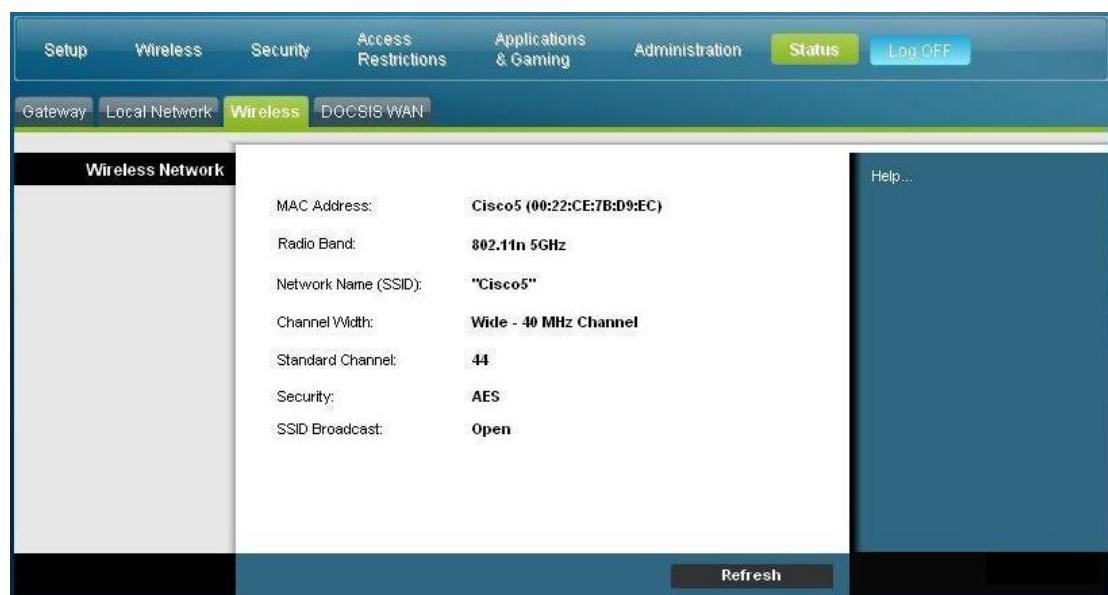 Setup Wireless Security Access Restrictions Applications & Gaming Administration Status Log OFF
Gateway Local Network Wireless DOCSIS WAN
Wireless Network
Help...
MAC Address: Cisco5 (00:22:CE:7B:D9:EC)
Radio Band: 802.11n 5GHz
Network Name (SSID): "Cisco5"
Channel Width: Wide - 40 MHz Channel
Standard Channel: 44
Security: AES
SSID Broadcast: Open
Refresh